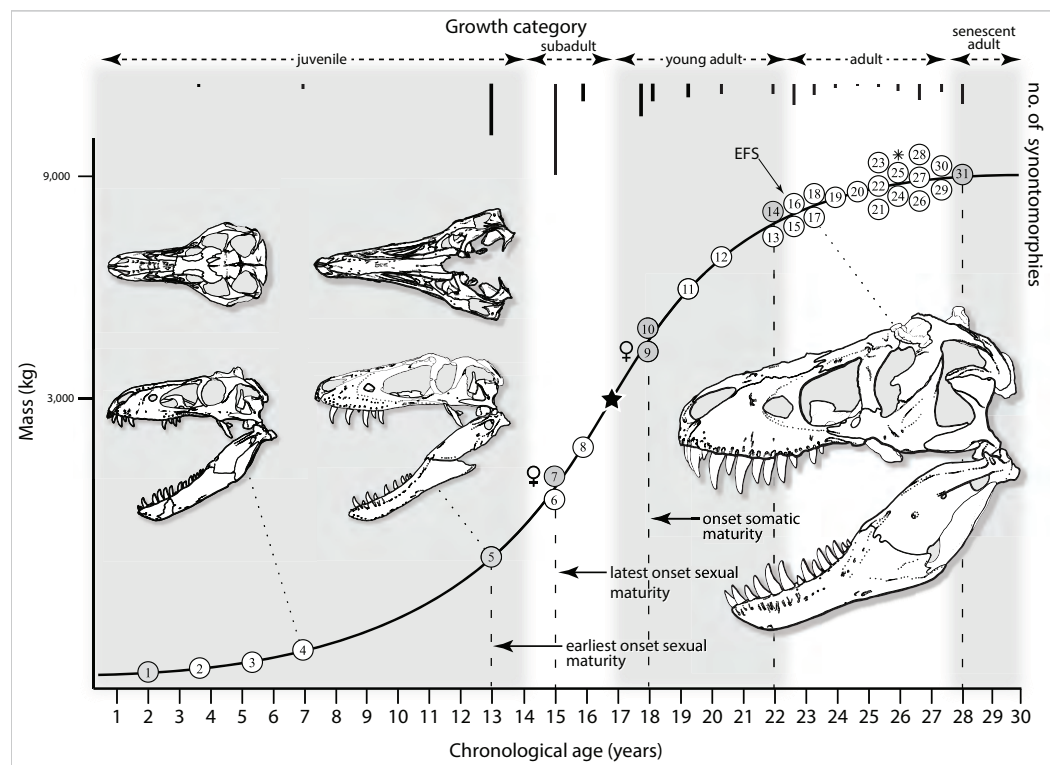 Growth category
juvenile
subadult
young adult
adult
senescent
adult
no. of synontomorphies
9,000
3,000
Mass (kg)
EFS
*
23
28
25
30
22
27
31
16
18
19
20
24
29
14
17
21
26
13
15
12
11
10
♀
9
8
♀
7
6
5
4
3
2
1
onset somatic
maturity
latest onset sexual
maturity
earliest onset sexual
maturity
1 2 3 4 5 6 7 8 9 10 11 12 13 14 15 16 17 18 19 20 21 22 23 24 25 26 27 28 29 30
Chronological age (years)